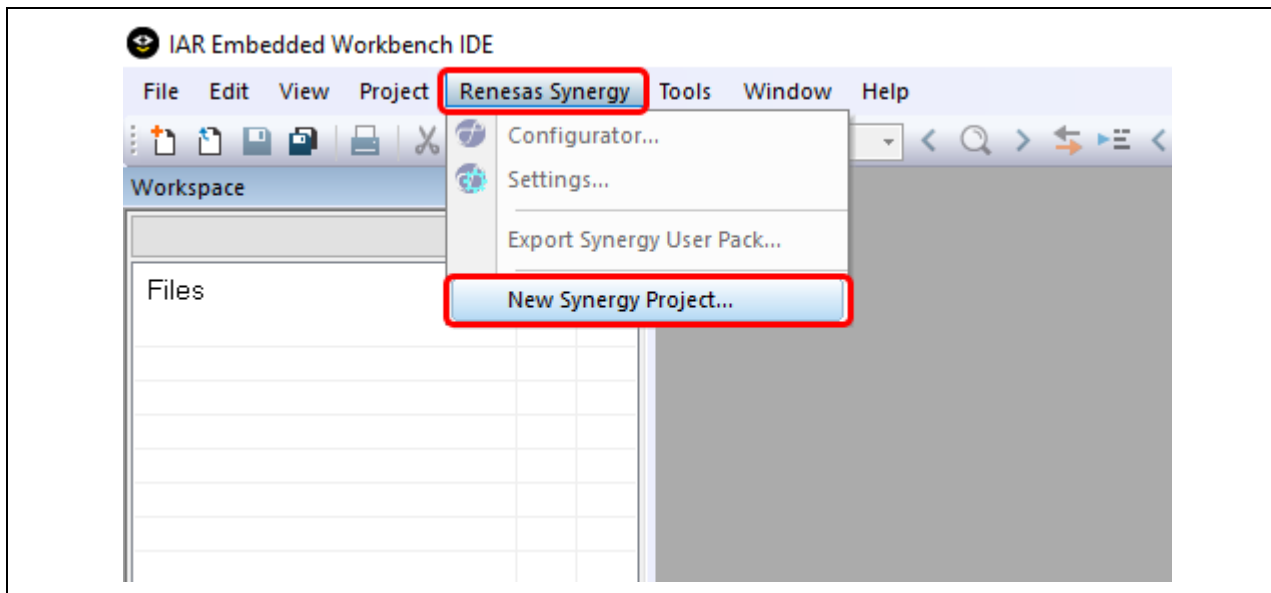 IAR Embedded Workbench IDE
File Edit View Project Renesas Synergy Tools Window Help
Configurator...
Workspace
Settings...
Export Synergy User Pack...
Files
New Synergy Project...